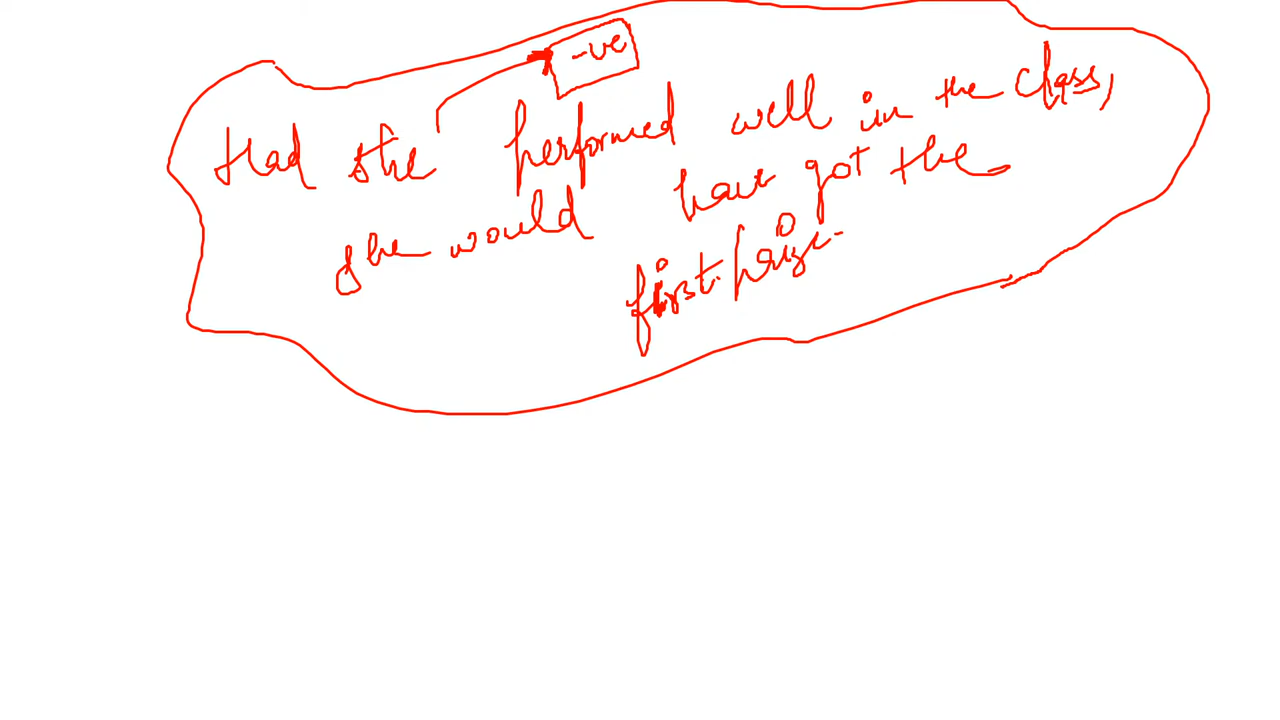 -ve
Had she performed well in the class,
she would have got the
first prize.